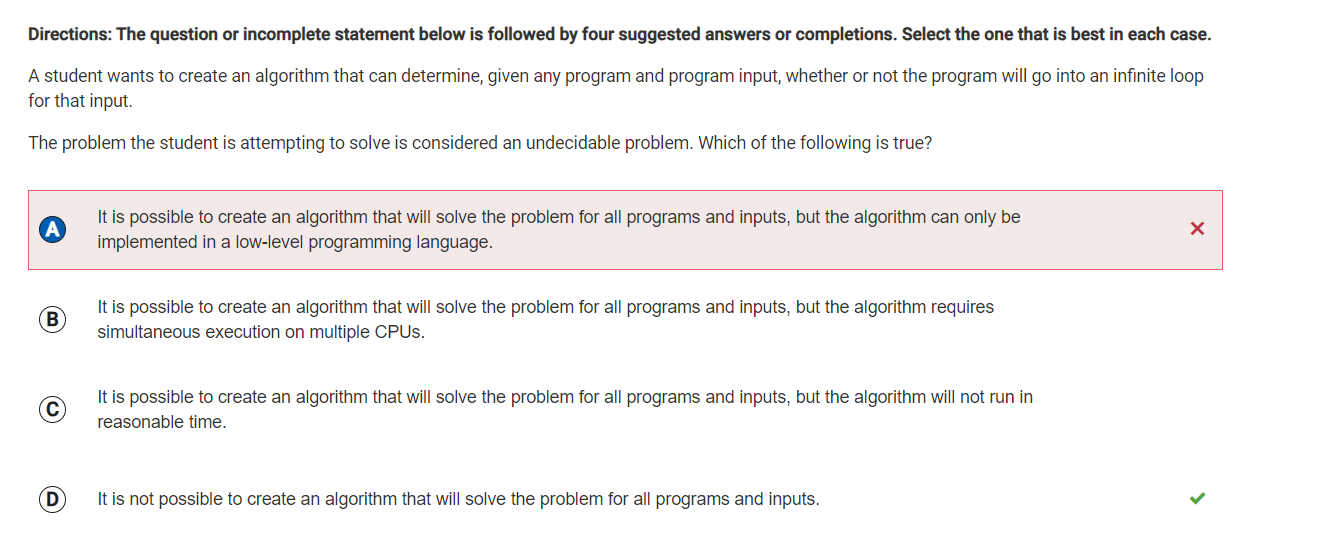 Directions: The question or incomplete statement below is followed by four suggested answers or completions. Select the one that is best in each case.
A student wants to create an algorithm that can determine, given any program and program input, whether or not the program will go into an infinite loop
for that input.
The problem the student is attempting to solve is considered an undecidable problem. Which of the following is true?
A
It is possible to create an algorithm that will solve the problem for all programs and inputs, but the algorithm can only be
implemented in a low-level programming language.
B
It is possible to create an algorithm that will solve the problem for all programs and inputs, but the algorithm requires
simultaneous execution on multiple CPUs.
C
It is possible to create an algorithm that will solve the problem for all programs and inputs, but the algorithm will not run in
reasonable time.
D
It is not possible to create an algorithm that will solve the problem for all programs and inputs.